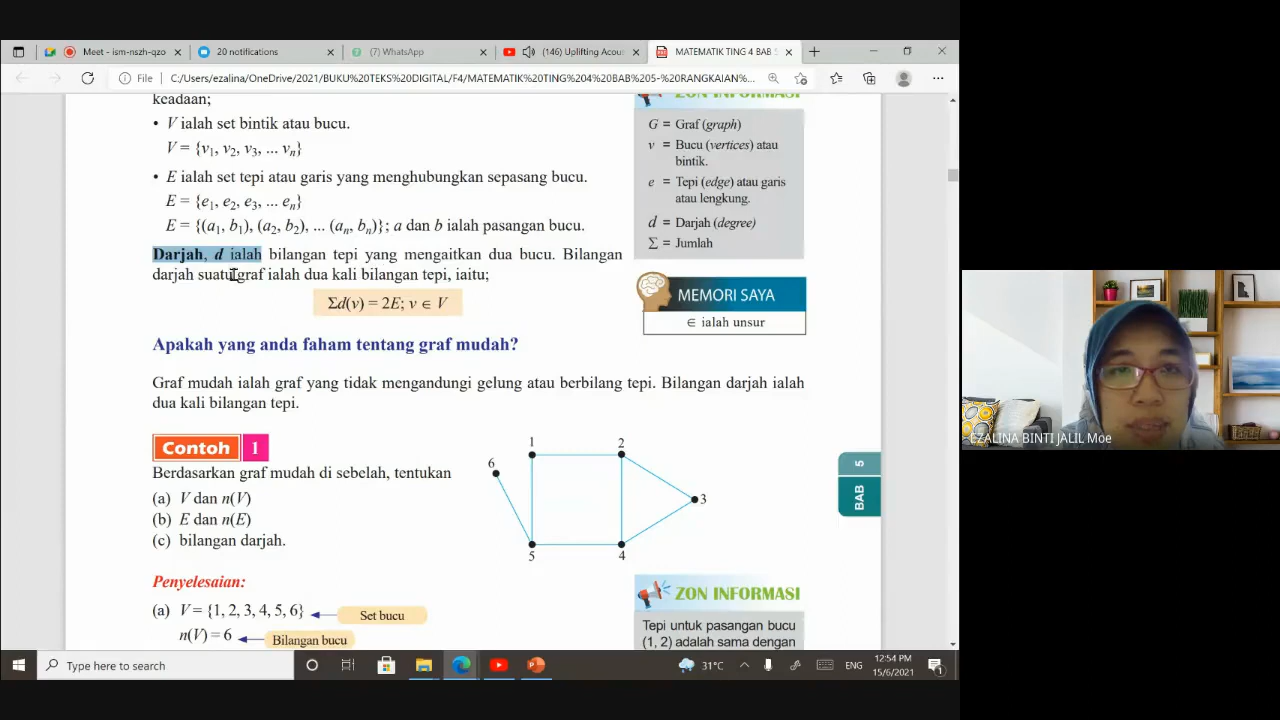 Meet - ism-nszh-qzo
20 notifications
(7) WhatsApp
(146) Uplifting Acou
MATEMATIK TING 4 BAB 5
File
C:/Users/ezalina/OneDrive/2021/BUKU%20TEKS%20DIGITAL/F4/MATEMATIK%20TING%204%20BAB%205-%20RANGKAIAN%...
keadaan;
• V ialah set bintik atau bucu.
V = {v1, v2, v3, ... vn}
• E ialah set tepi atau garis yang menghubungkan sepasang bucu.
E = {e1, e2, e3, ... en}
E = {(a1, b1), (a2, b2), ... (an, bn)}; a dan b ialah pasangan bucu.
Darjah, d ialah bilangan tepi yang mengaitkan dua bucu. Bilangan
darjah suatu graf ialah dua kali bilangan tepi, iaitu;
Σd(v) = 2E; v ∈ V
ZON INFORMASI
G = Graf (graph)
v = Bucu (vertices) atau
bintik.
e = Tepi (edge) atau garis
atau lengkung.
d = Darjah (degree)
Σ = Jumlah
MEMORI SAYA
∈ ialah unsur
Apakah yang anda faham tentang graf mudah?
Graf mudah ialah graf yang tidak mengandungi gelung atau berbilang tepi. Bilangan darjah ialah
dua kali bilangan tepi.
Contoh 1
Berdasarkan graf mudah di sebelah, tentukan
(a) V dan n(V)
(b) E dan n(E)
(c) bilangan darjah.
1
2
6
3
5
4
5
BAB
Penyelesaian:
(a) V = {1, 2, 3, 4, 5, 6}
Set bucu
n(V) = 6
Bilangan bucu
ZON INFORMASI
Tepi untuk pasangan bucu
(1, 2) adalah sama dengan
EZALINA BINTI JALIL Moe
Type here to search
31°C
ENG
12:54 PM
15/6/2021
1